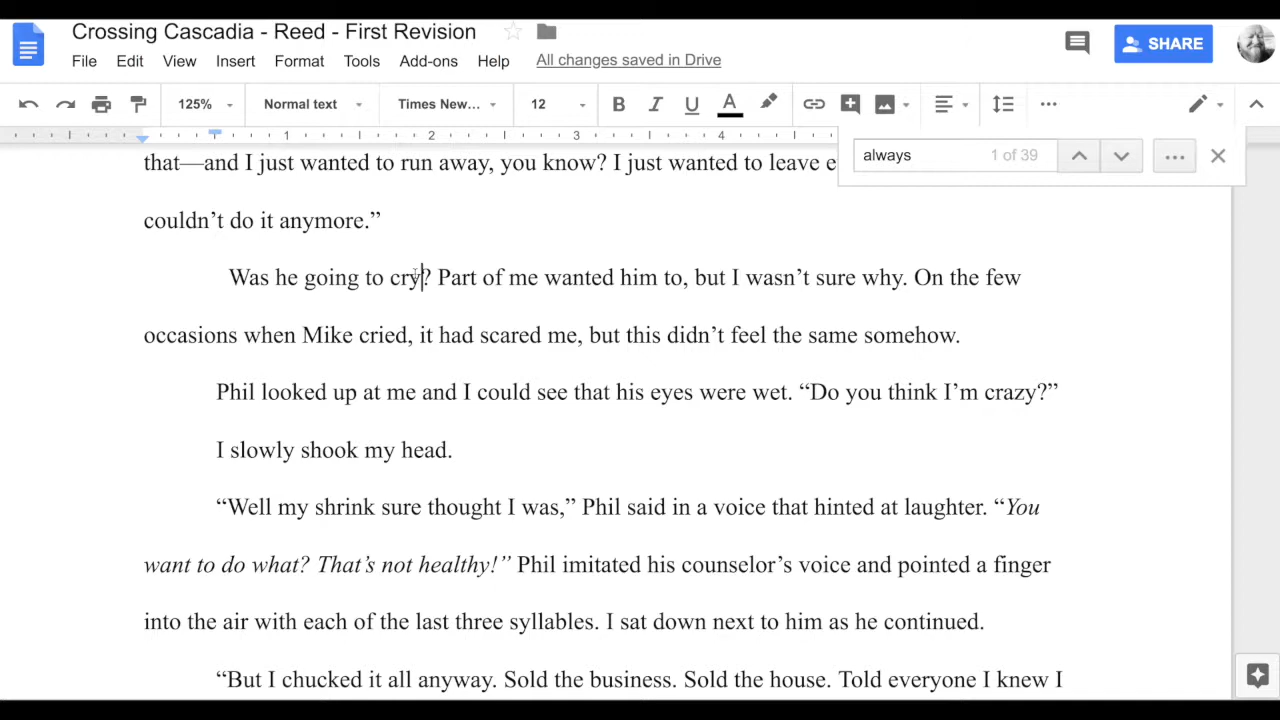 Crossing Cascadia - Reed - First Revision
SHARE
File Edit View Insert Format Tools Add-ons Help All changes saved in Drive
125% Normal text Times New... 12 B I U A
1 2 3 4
always 1 of 39
that—and I just wanted to run away, you know? I just wanted to leave e
couldn’t do it anymore.”
Was he going to cry? Part of me wanted him to, but I wasn’t sure why. On the few
occasions when Mike cried, it had scared me, but this didn’t feel the same somehow.
Phil looked up at me and I could see that his eyes were wet. “Do you think I’m crazy?”
I slowly shook my head.
“Well my shrink sure thought I was,” Phil said in a voice that hinted at laughter. “You
want to do what? That’s not healthy!” Phil imitated his counselor’s voice and pointed a finger
into the air with each of the last three syllables. I sat down next to him as he continued.
“But I chucked it all anyway. Sold the business. Sold the house. Told everyone I knew I